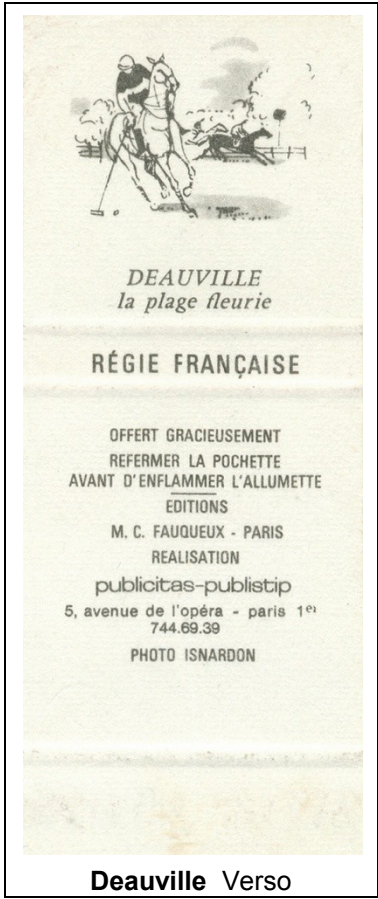 DEAUVILLE
la plage fleurie
RÉGIE FRANÇAISE
OFFERT GRACIEUSEMENT
REFERMER LA POCHETTE
AVANT D'ENFLAMMER L'ALLUMETTE
EDITIONS
M. C. FAUQUEUX - PARIS
REALISATION
publicitas-publistip
5, avenue de l'opéra - paris 1er
744.69.39
PHOTO ISNARDON
Deauville Verso